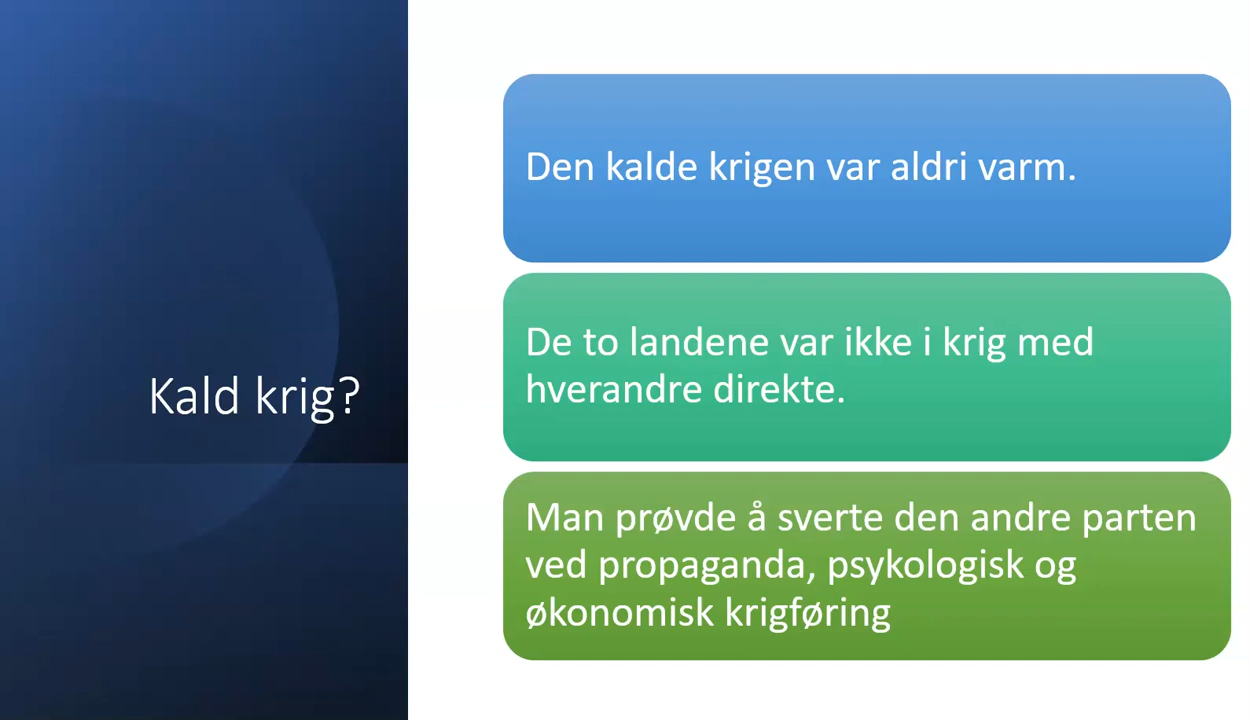 Kald krig?
Den kalde krigen var aldri varm.
De to landene var ikke i krig med
hverandre direkte.
Man prøvde å sverte den andre parten
ved propaganda, psykologisk og
økonomisk krigføring